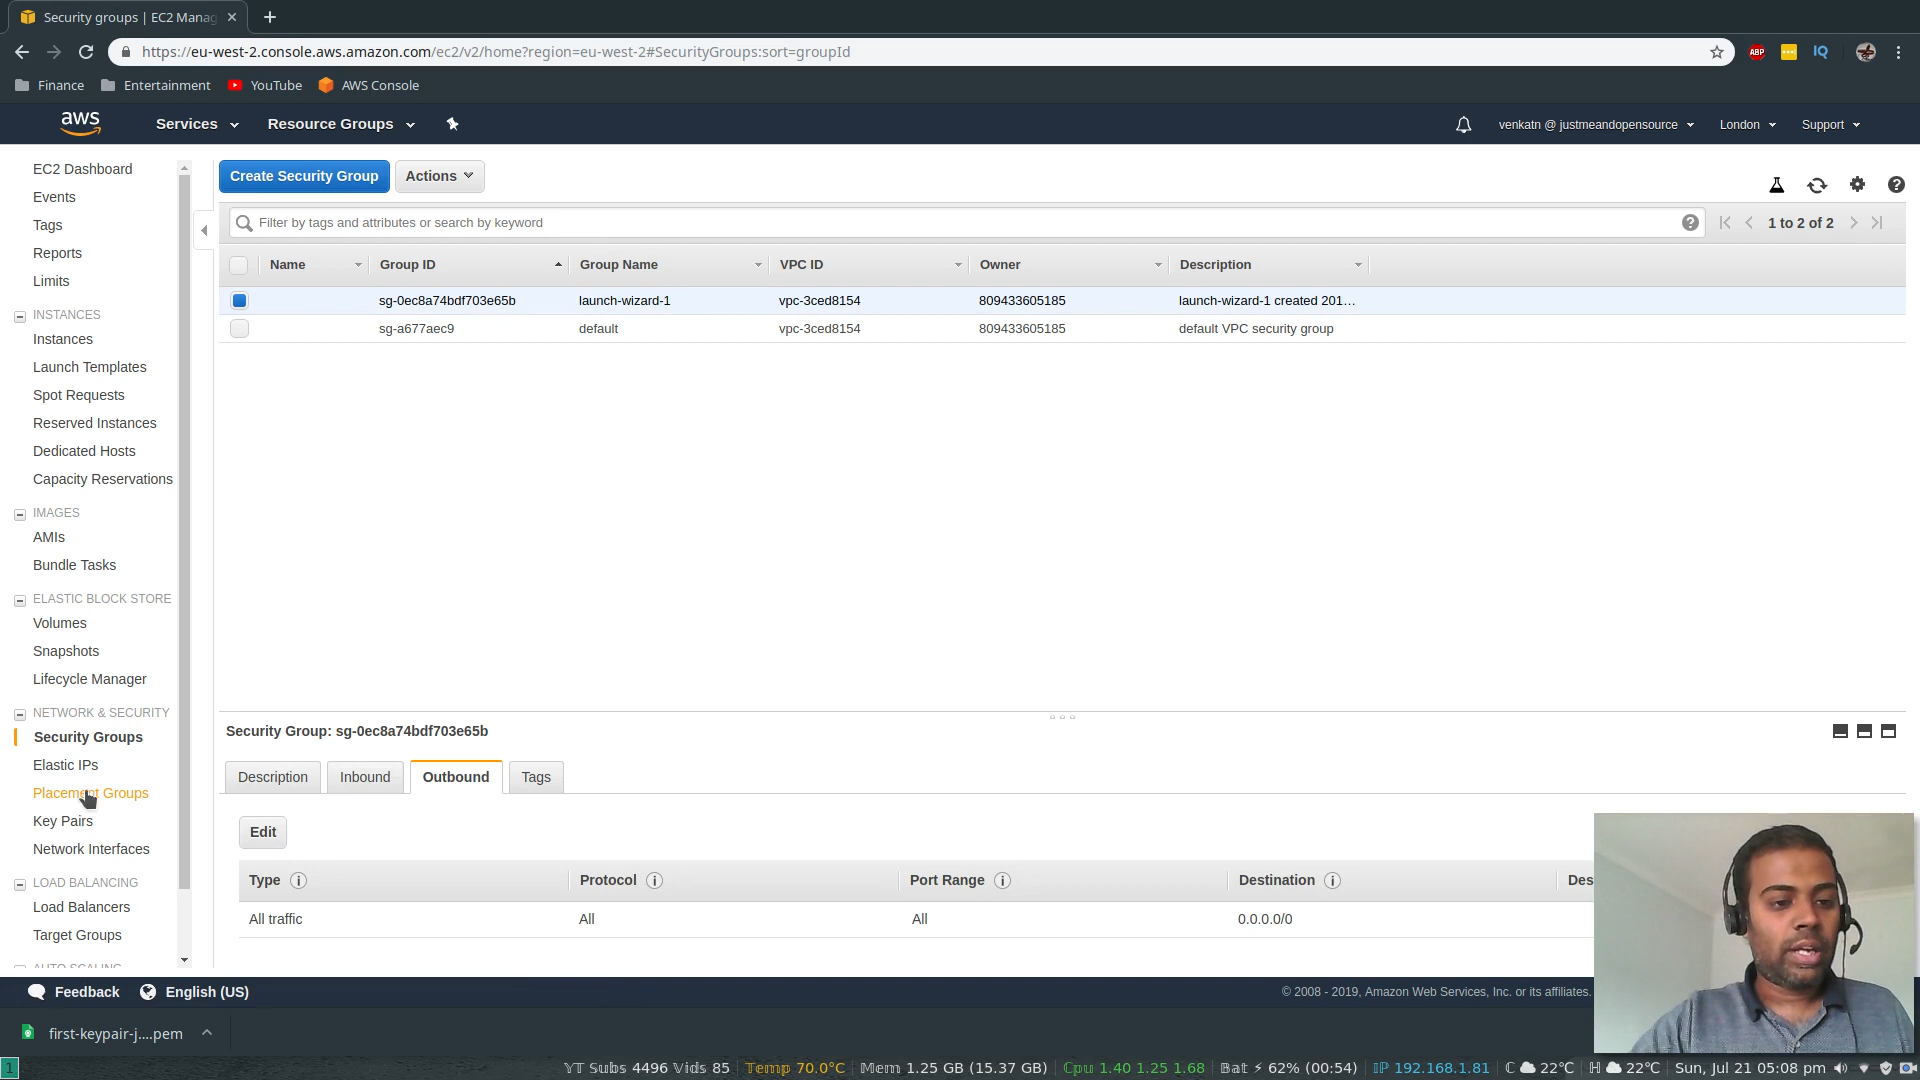 Security groups | EC2 Manag
https://eu-west-2.console.aws.amazon.com/ec2/v2/home?region=eu-west-2#SecurityGroups:sort=groupId
ABP
IQ
Finance
Entertainment
YouTube
AWS Console
aws
Services
Resource Groups
venkatn @ justmeandopensource
London
Support
EC2 Dashboard
Events
Tags
Reports
Limits
INSTANCES
Instances
Launch Templates
Spot Requests
Reserved Instances
Dedicated Hosts
Capacity Reservations
IMAGES
AMIs
Bundle Tasks
ELASTIC BLOCK STORE
Volumes
Snapshots
Lifecycle Manager
NETWORK & SECURITY
Security Groups
Elastic IPs
Placement Groups
Key Pairs
Network Interfaces
LOAD BALANCING
Load Balancers
Target Groups
AUTO SCALING
Create Security Group
Actions
Filter by tags and attributes or search by keyword
1 to 2 of 2
Name Group ID Group Name VPC ID Owner Description
sg-0ec8a74bdf703e65b launch-wizard-1 vpc-3ced8154 809433605185 launch-wizard-1 created 201…
sg-a677aec9 default vpc-3ced8154 809433605185 default VPC security group
Security Group: sg-0ec8a74bdf703e65b
Description
Inbound
Outbound
Tags
Edit
Type Protocol Port Range Destination Des
All traffic All All 0.0.0.0/0
Feedback
English (US)
© 2008 - 2019, Amazon Web Services, Inc. or its affiliates.
first-keypair-j....pem
1
YT Subs 4496 Vids 85 Temp 70.0°C Mem 1.25 GB (15.37 GB) Cpu 1.40 1.25 1.68 Bat ⚡ 62% (00:54) IP 192.168.1.81 C 22°C H 22°C Sun, Jul 21 05:08 pm